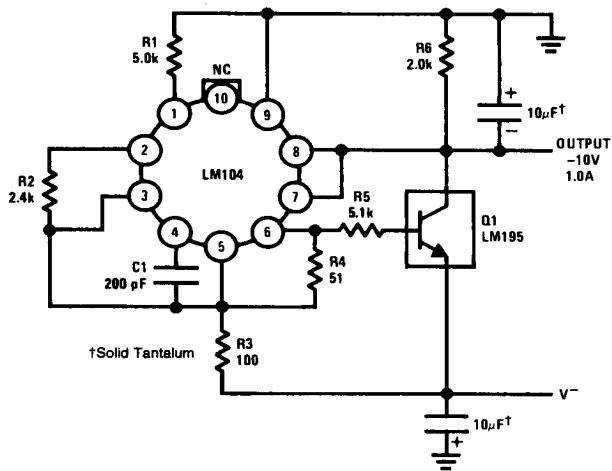 R1
5.0k
NC
R6
2.0k
10
1
9
+
10μF†
−
2
8
OUTPUT
−10V
1.0A
R2
2.4k
LM104
3
7
R5
5.1k
Q1
LM195
4
5
6
C1
200 pF
R4
51
†Solid Tantalum
R3
100
V−
10μF†
+